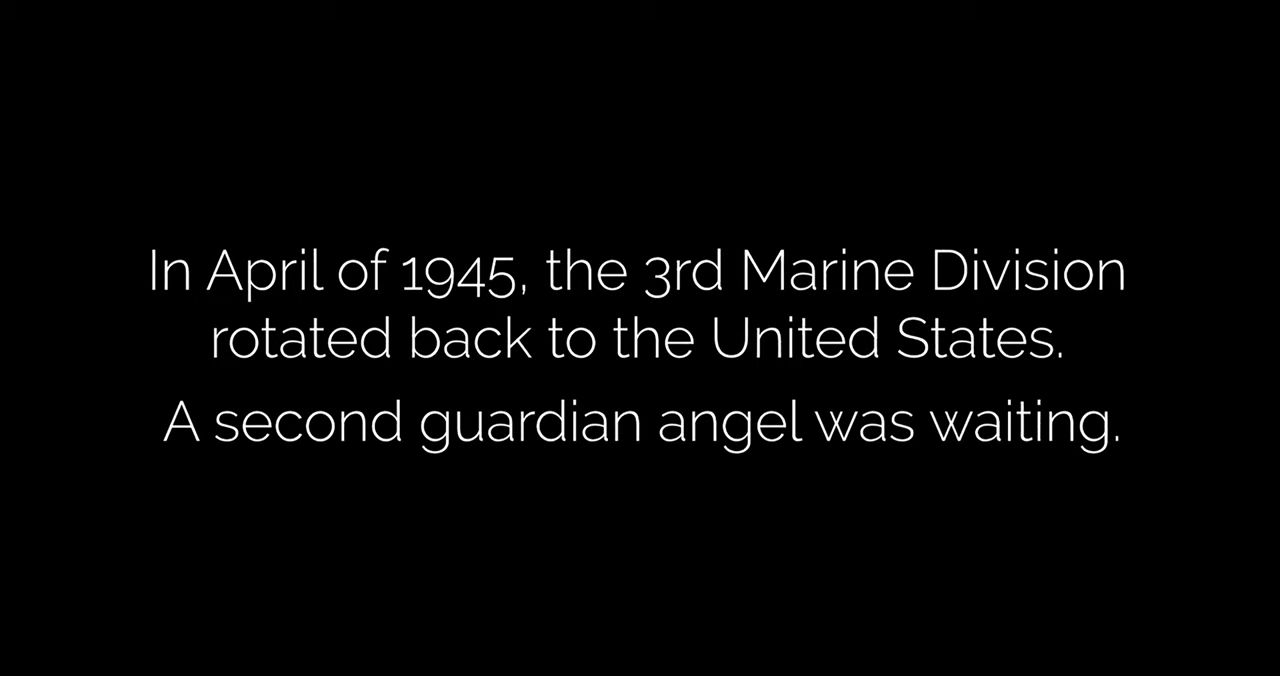 In April of 1945, the 3rd Marine Division
rotated back to the United States.
A second guardian angel was waiting.